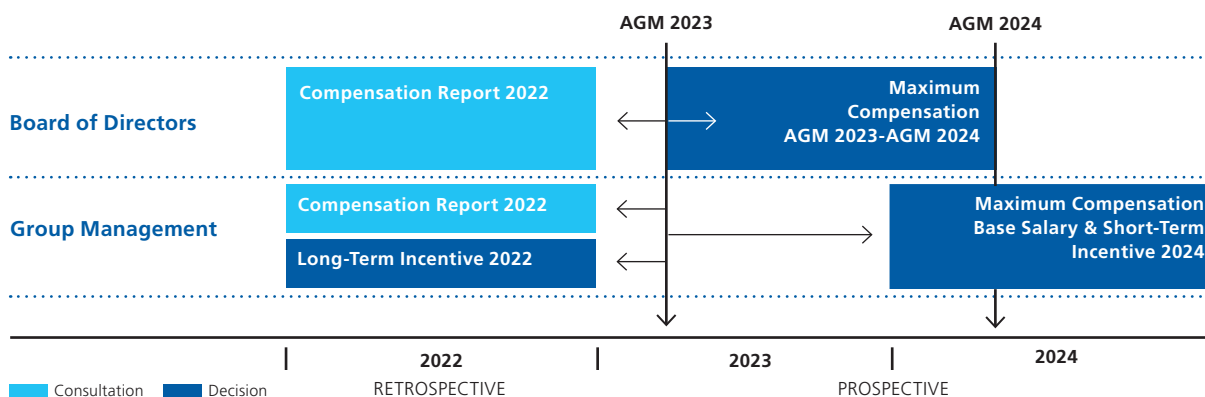 AGM 2023
AGM 2024
Board of Directors
Compensation Report 2022
Maximum
Compensation
AGM 2023-AGM 2024
Group Management
Compensation Report 2022
Long-Term Incentive 2022
Maximum Compensation
Base Salary & Short-Term
Incentive 2024
2022
2023
2024
Consultation
Decision
RETROSPECTIVE
PROSPECTIVE